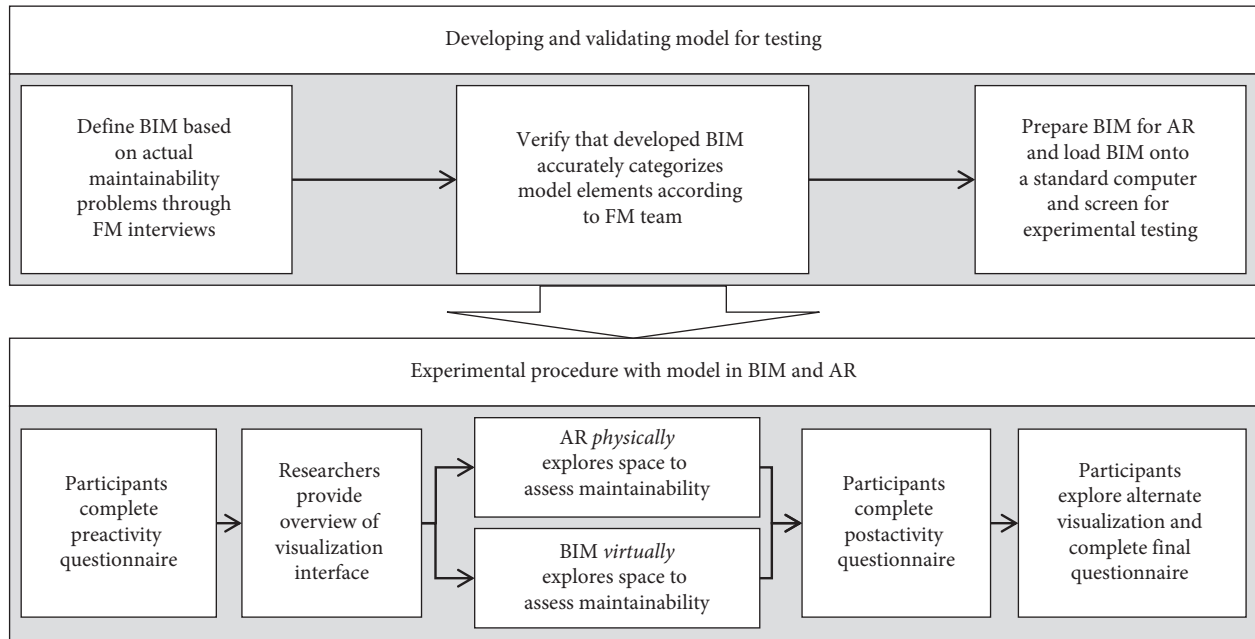 Developing and validating model for testing
Define BIM based
on actual
maintainability
problems through
FM interviews
Verify that developed BIM
accurately categorizes
model elements according
to FM team
Prepare BIM for AR
and load BIM onto
a standard computer
and screen for
experimental testing
Experimental procedure with model in BIM and AR
Participants
complete
preactivity
questionnaire
Researchers
provide
overview of
visualization
interface
AR physically
explores space to
assess maintainability
BIM virtually
explores space to
assess maintainability
Participants
complete
postactivity
questionnaire
Participants
explore alternate
visualization and
complete final
questionnaire